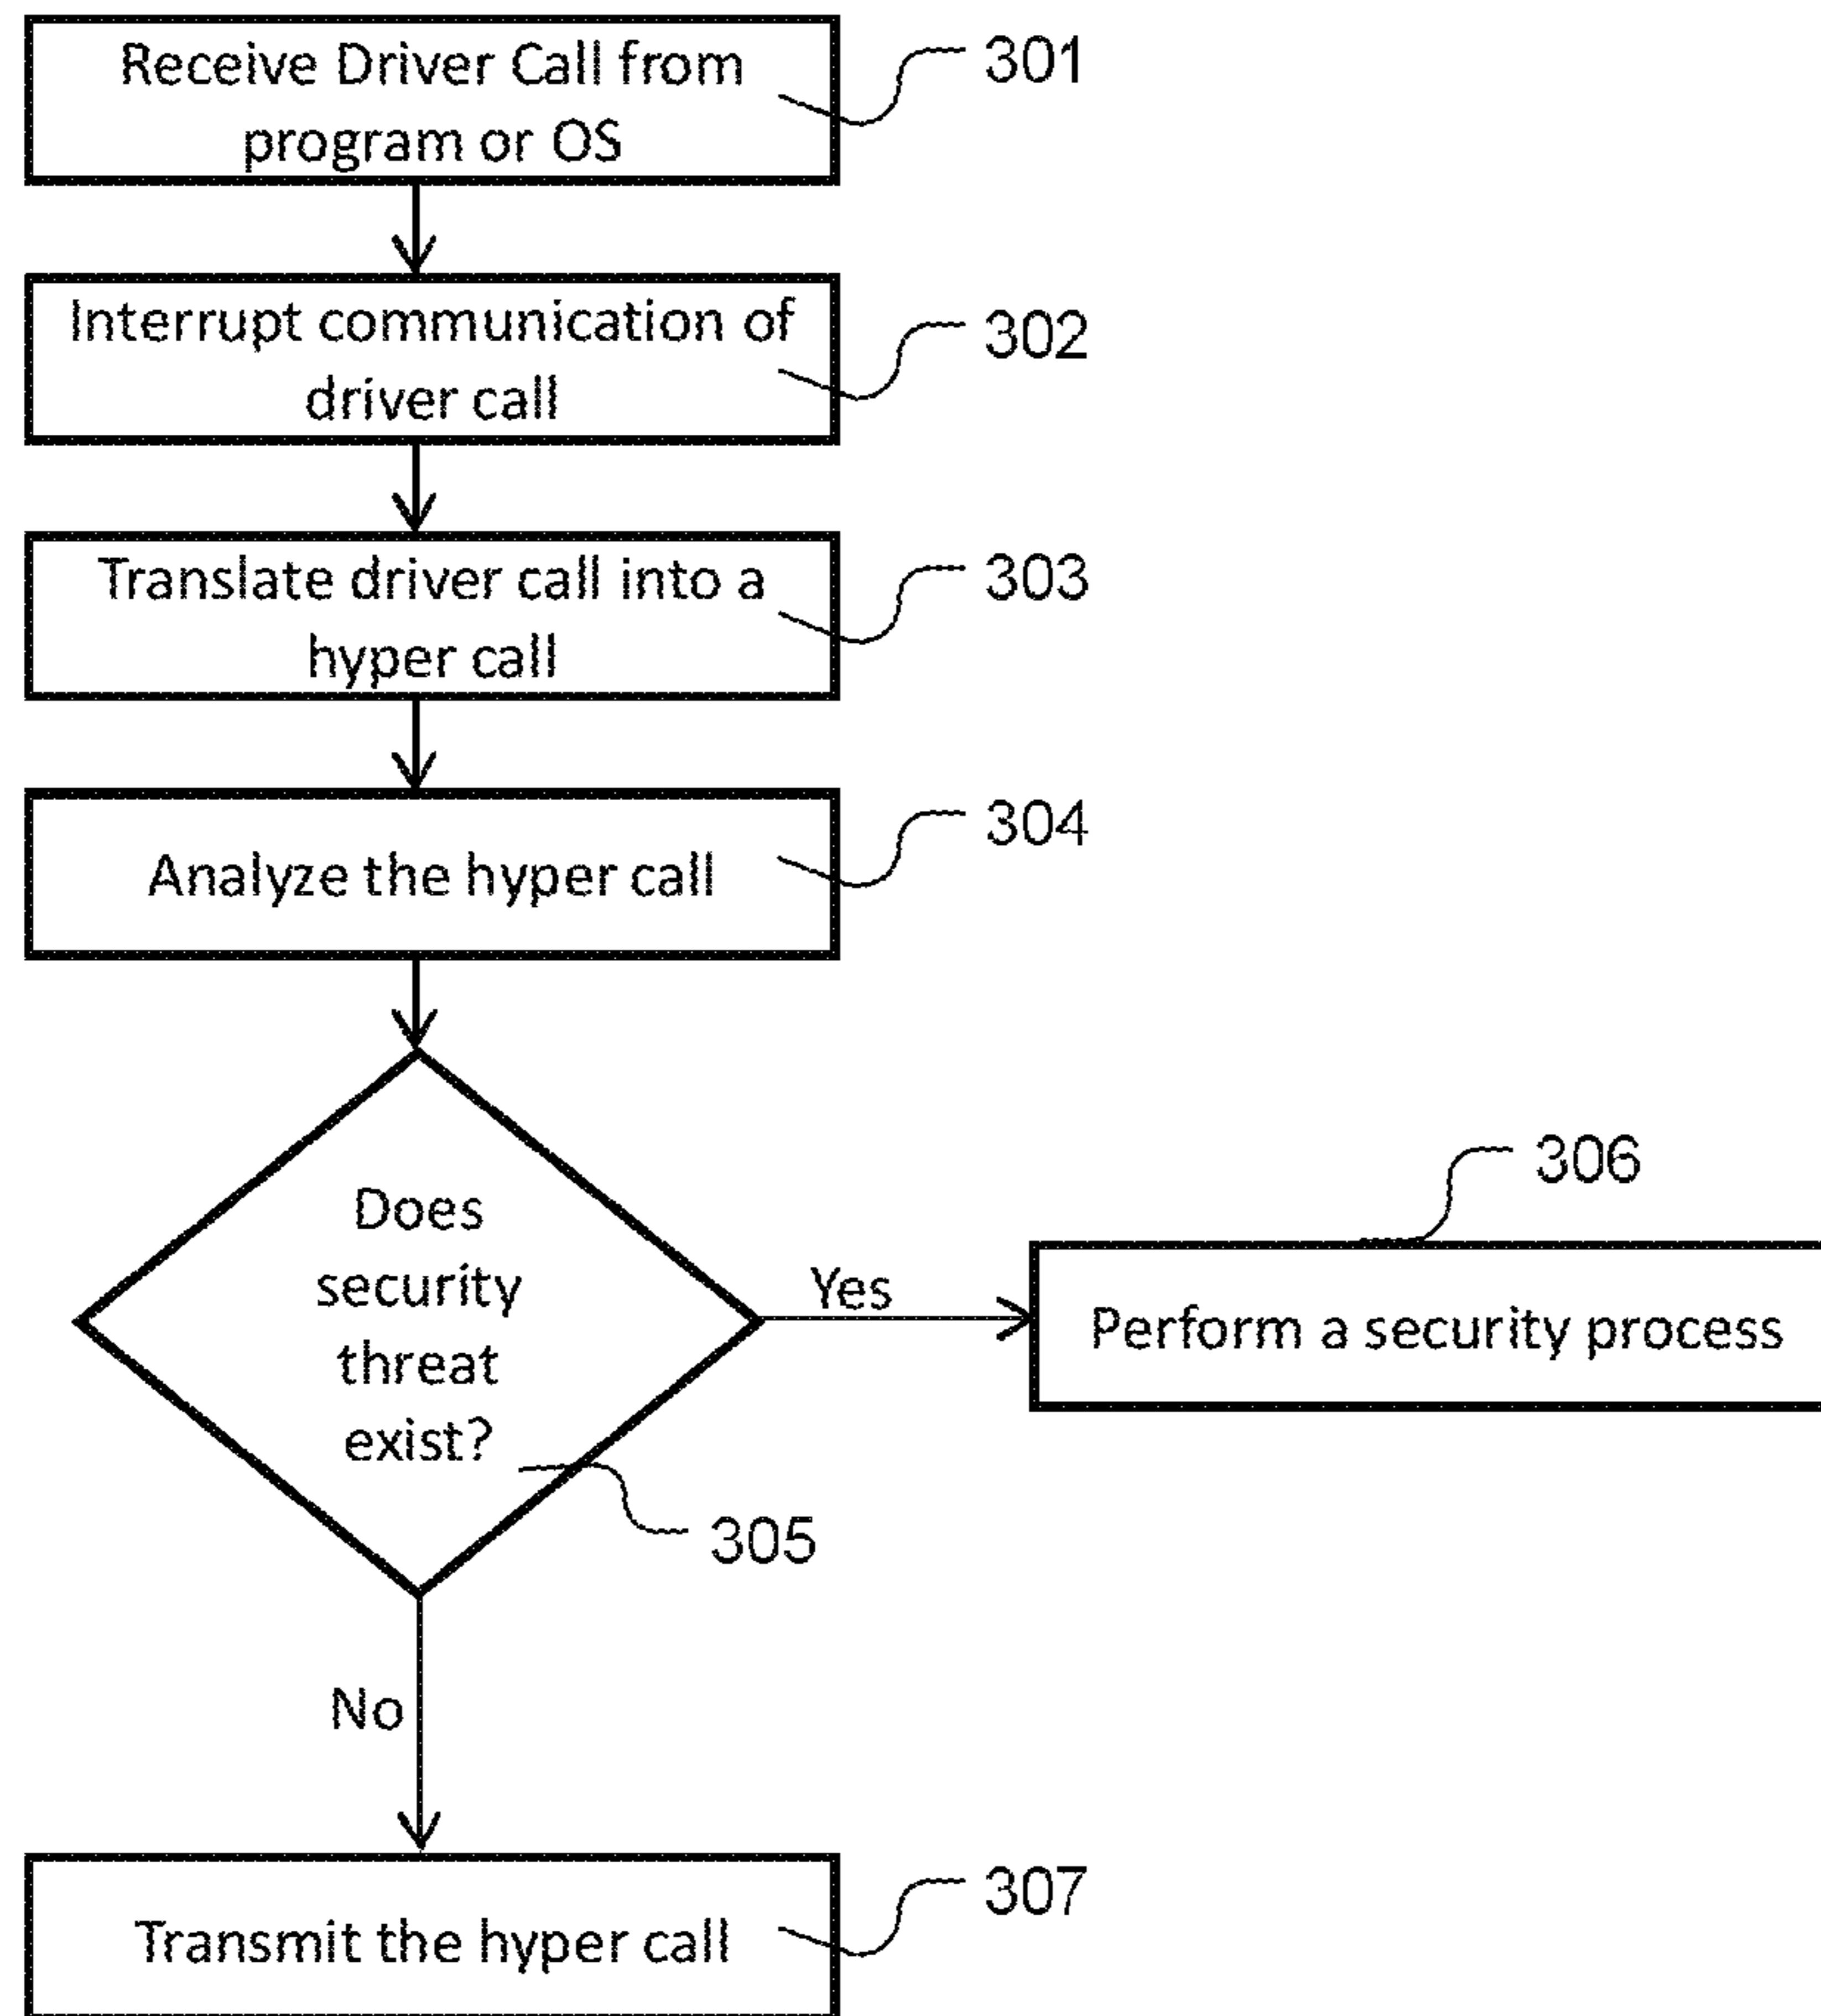 Receive Driver Call from
program or OS
301
Interrupt communication of
driver call
302
Translate driver call into a
hyper call
303
Analyze the hyper call
304
Does
security
threat
exist?
305
Yes
306
Perform a security process
No
Transmit the hyper call
307